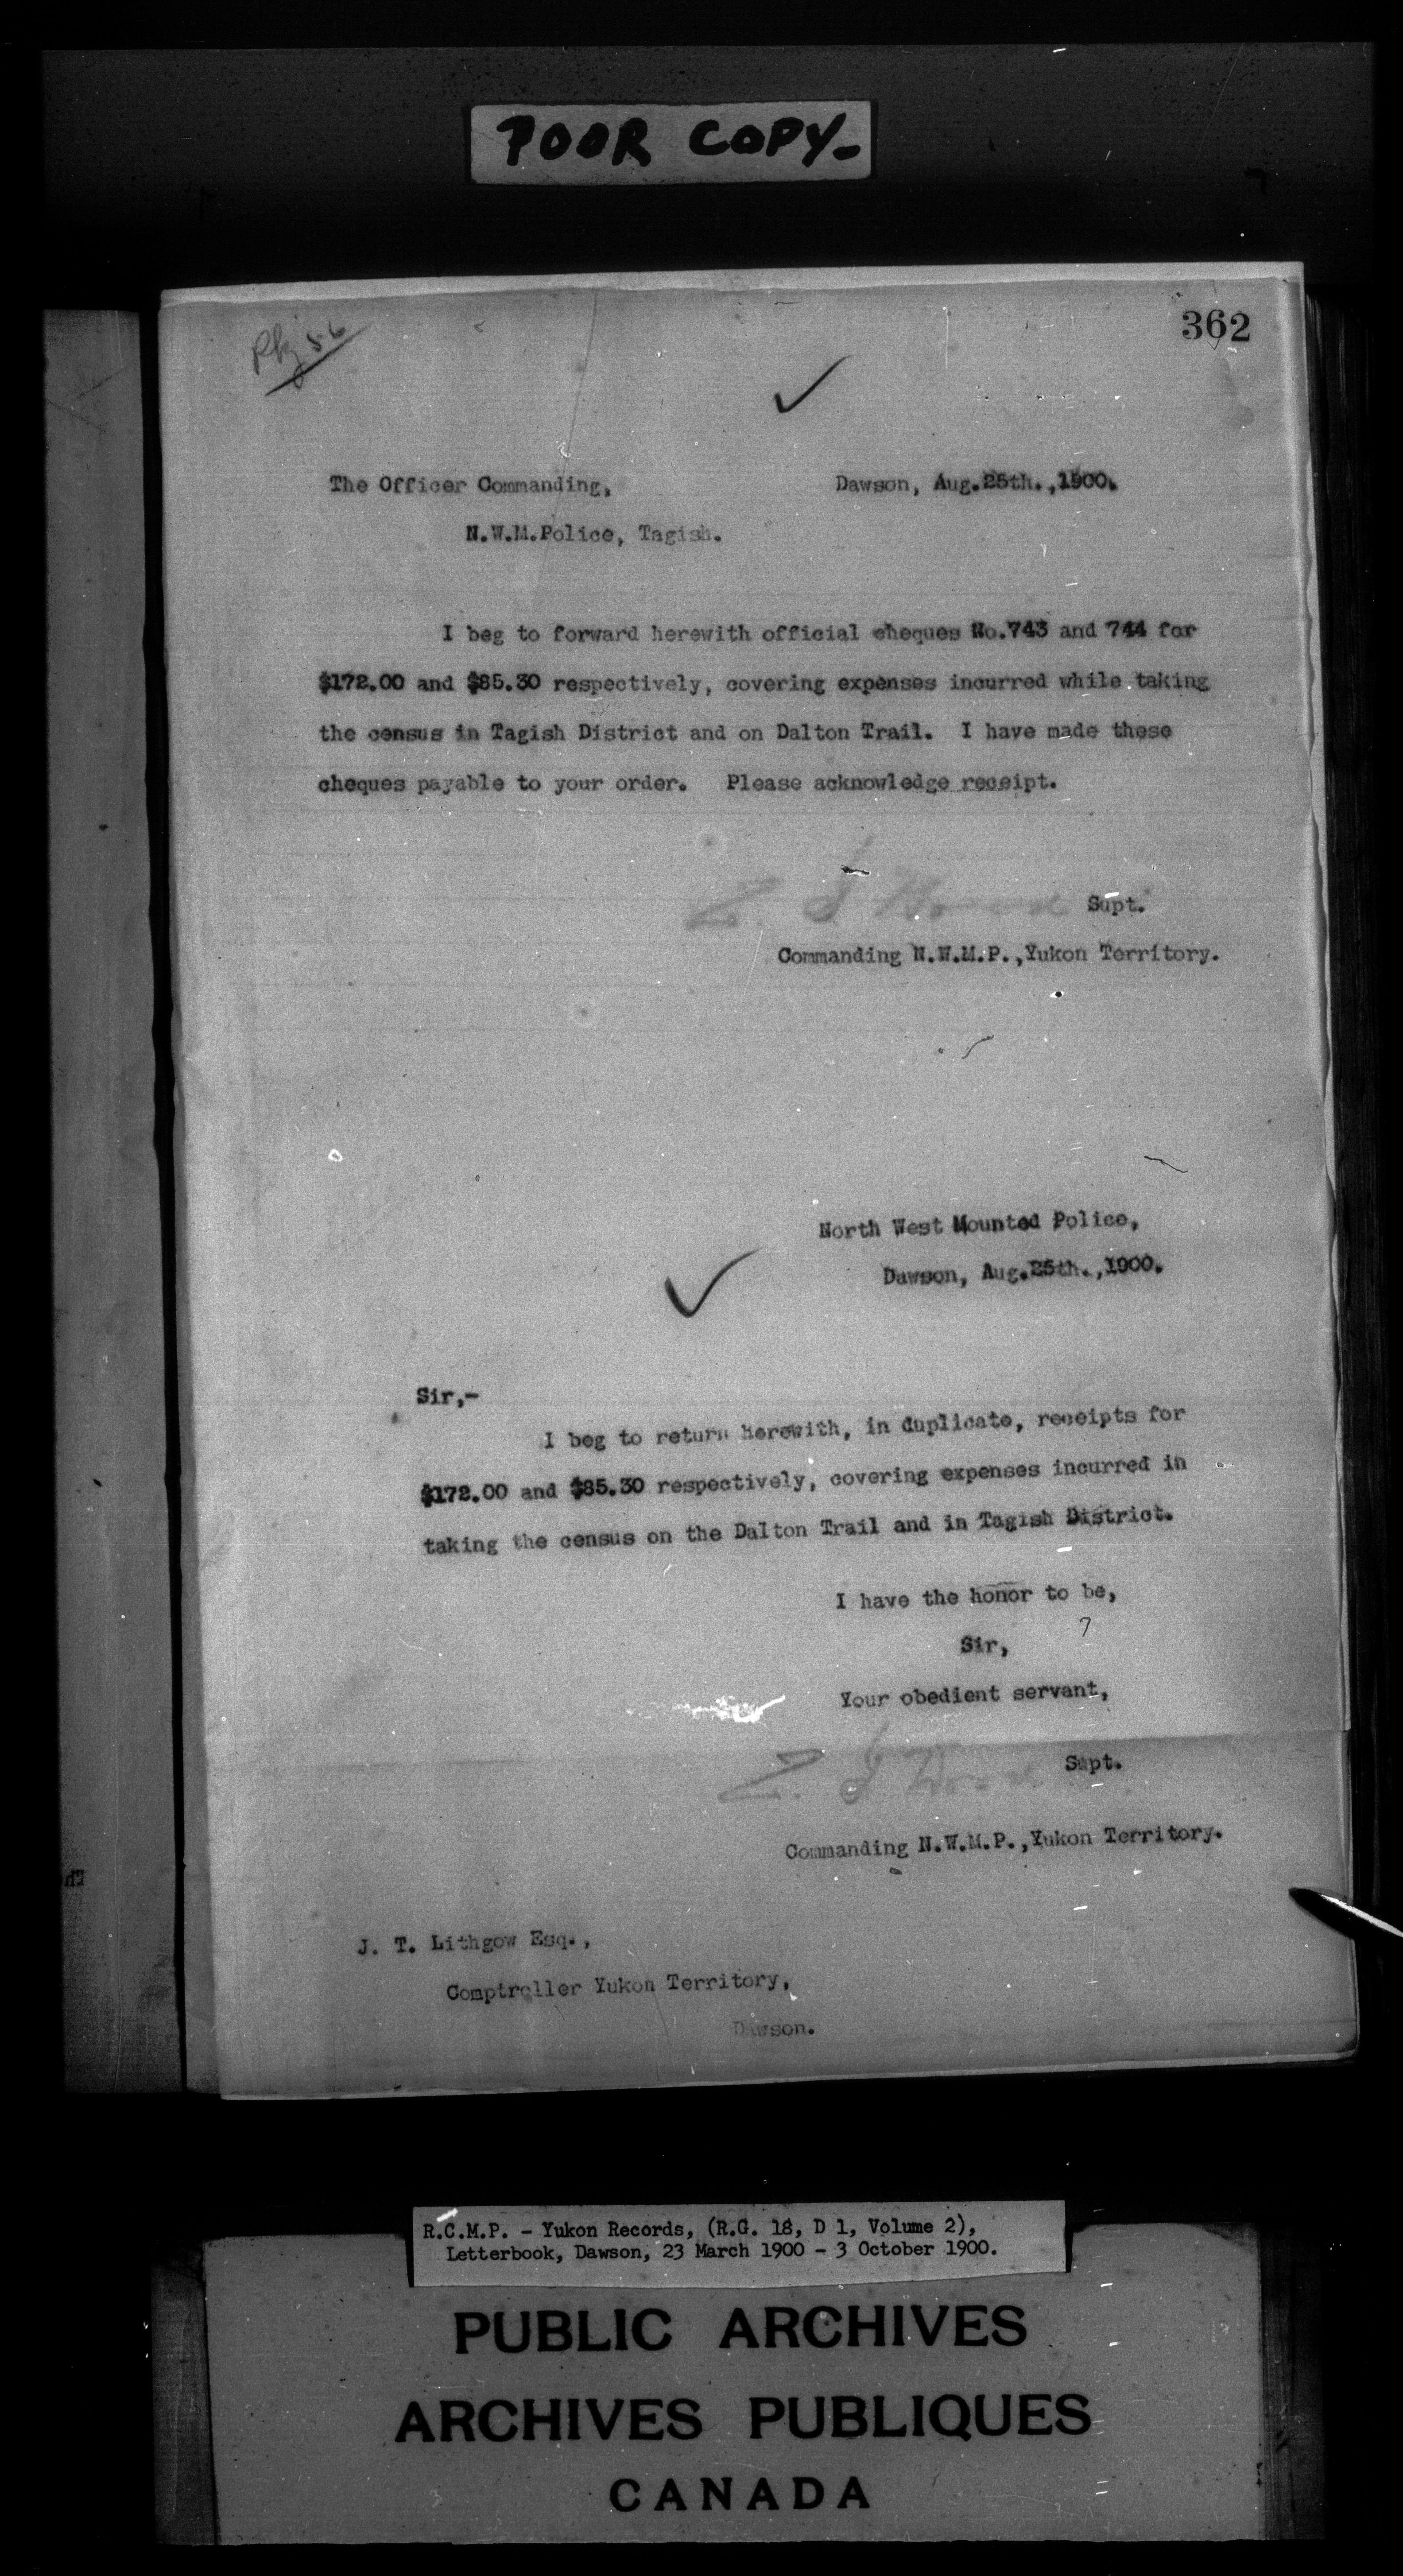 POOR COPY-
362
The Officer Commanding,
Dawson, Aug.25th.,1900.
N.W.M.Police, Tagish.
I beg to forward herewith official cheques No.743 and 744 for
$172.00 and $85.30 respectively, covering expenses incurred while taking
the census in Tagish District and on Dalton Trail. I have made these
cheques payable to your order. Please acknowledge receipt.
Z T Wood Supt.
Commanding N.W.M.P.,Yukon Territory.
North West Mounted Police,
Dawson, Aug.25th.,1900.
Sir,-
I beg to return herewith, in duplicate, receipts for
$172.00 and $85.30 respectively, covering expenses incurred in
taking the census on the Dalton Trail and in Tagish District.
I have the honor to be,
Sir,
Your obedient servant,
Z. T Wood Supt.
Commanding N.W.M.P.,Yukon Territory.
J. T. Lithgow Esq.,
Comptroller Yukon Territory,
Dawson.
R.C.M.P. - Yukon Records, (R.G. 18, D 1, Volume 2),
Letterbook, Dawson, 23 March 1900 - 3 October 1900.
PUBLIC ARCHIVES
ARCHIVES PUBLIQUES
CANADA